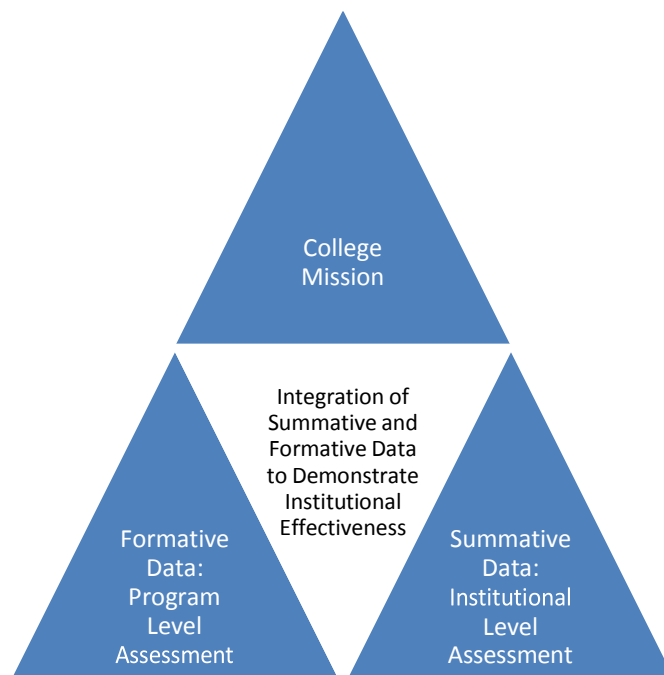 College
Mission
Integration of
Summative and
Formative Data
to Demonstrate
Institutional
Effectiveness
Formative
Data:
Program
Level
Assessment
Summative
Data:
Institutional
Level
Assessment